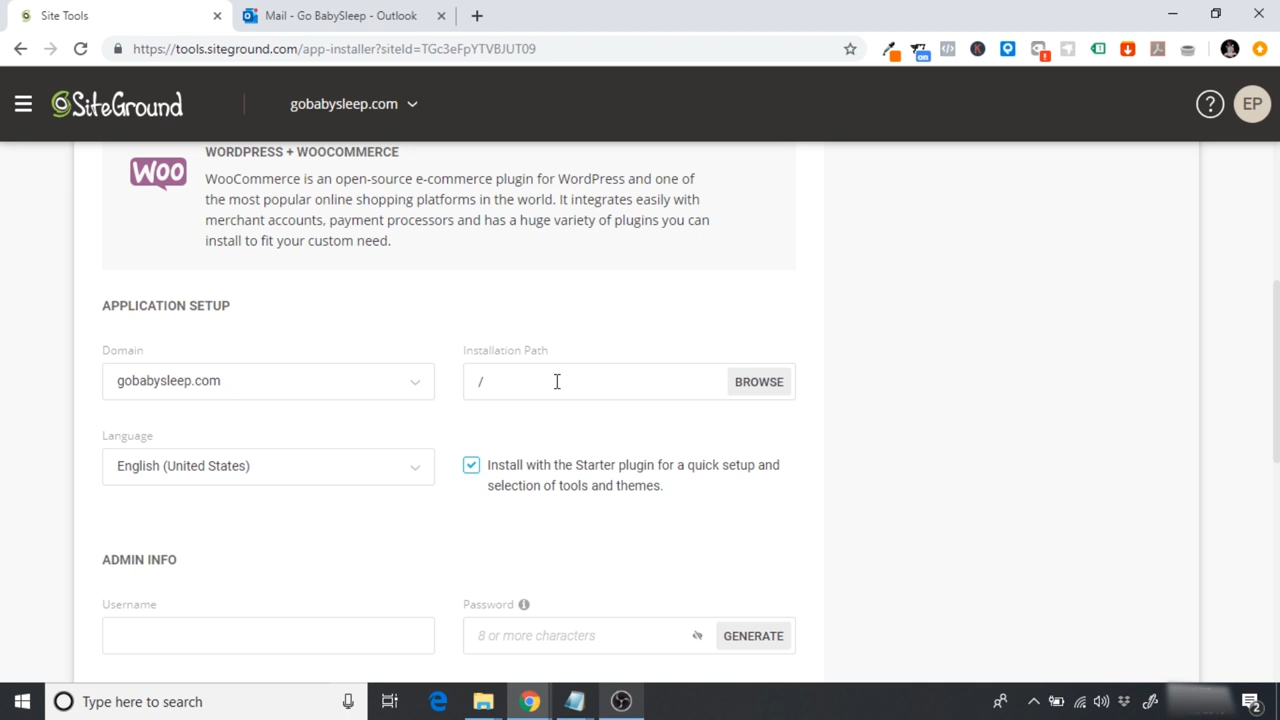 Site Tools
Mail - Go BabySleep - Outlook
https://tools.siteground.com/app-installer?siteId=TGc3eFpYTVBJUT09
SiteGround
gobabysleep.com
?
EP
WORDPRESS + WOOCOMMERCE
WOO
WooCommerce is an open-source e-commerce plugin for WordPress and one of
the most popular online shopping platforms in the world. It integrates easily with
merchant accounts, payment processors and has a huge variety of plugins you can
install to fit your custom need.
APPLICATION SETUP
Domain
Installation Path
gobabysleep.com
/
BROWSE
Language
English (United States)
Install with the Starter plugin for a quick setup and
selection of tools and themes.
ADMIN INFO
Username
Password
8 or more characters
GENERATE
Type here to search
2